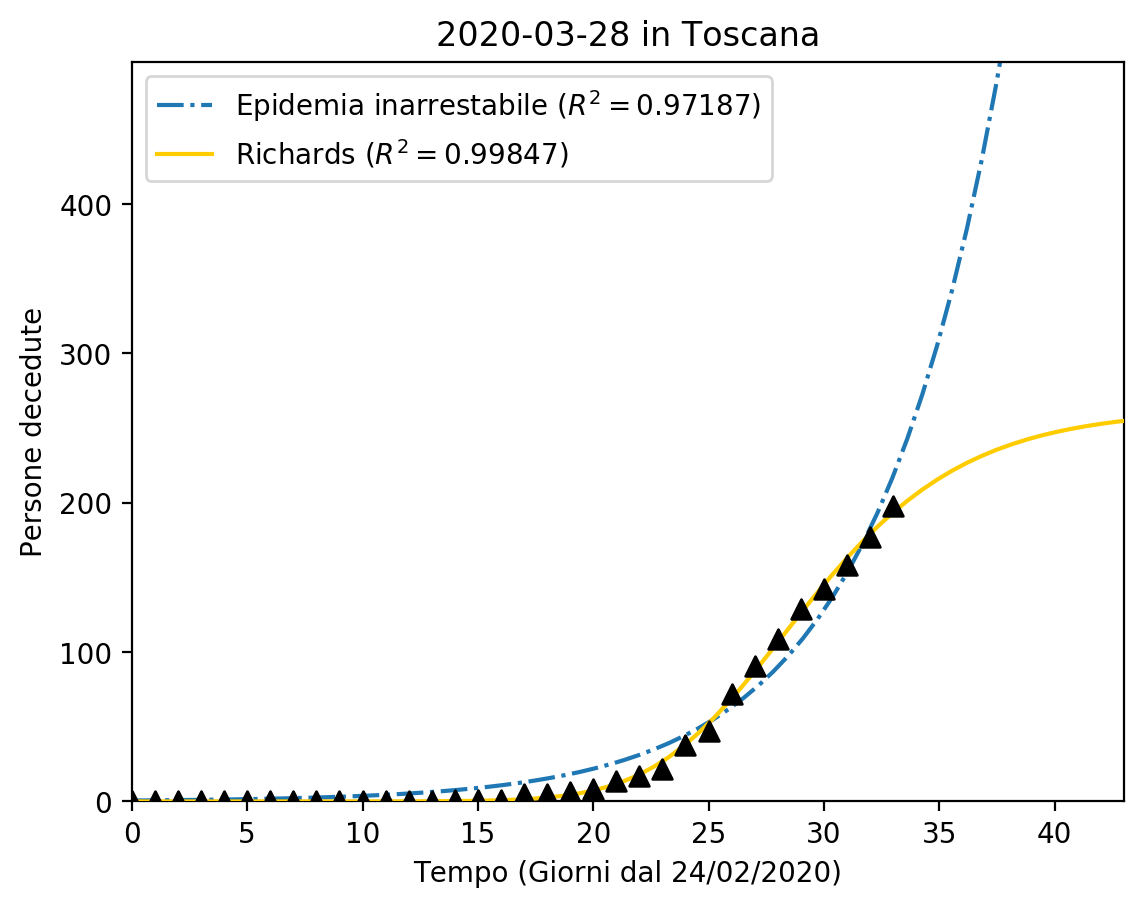 2020-03-28 in Toscana
Epidemia inarrestabile (R² = 0.97187)
Richards (R² = 0.99847)
Persone decedute
400
300
200
100
0
0 5 10 15 20 25 30 35 40
Tempo (Giorni dal 24/02/2020)